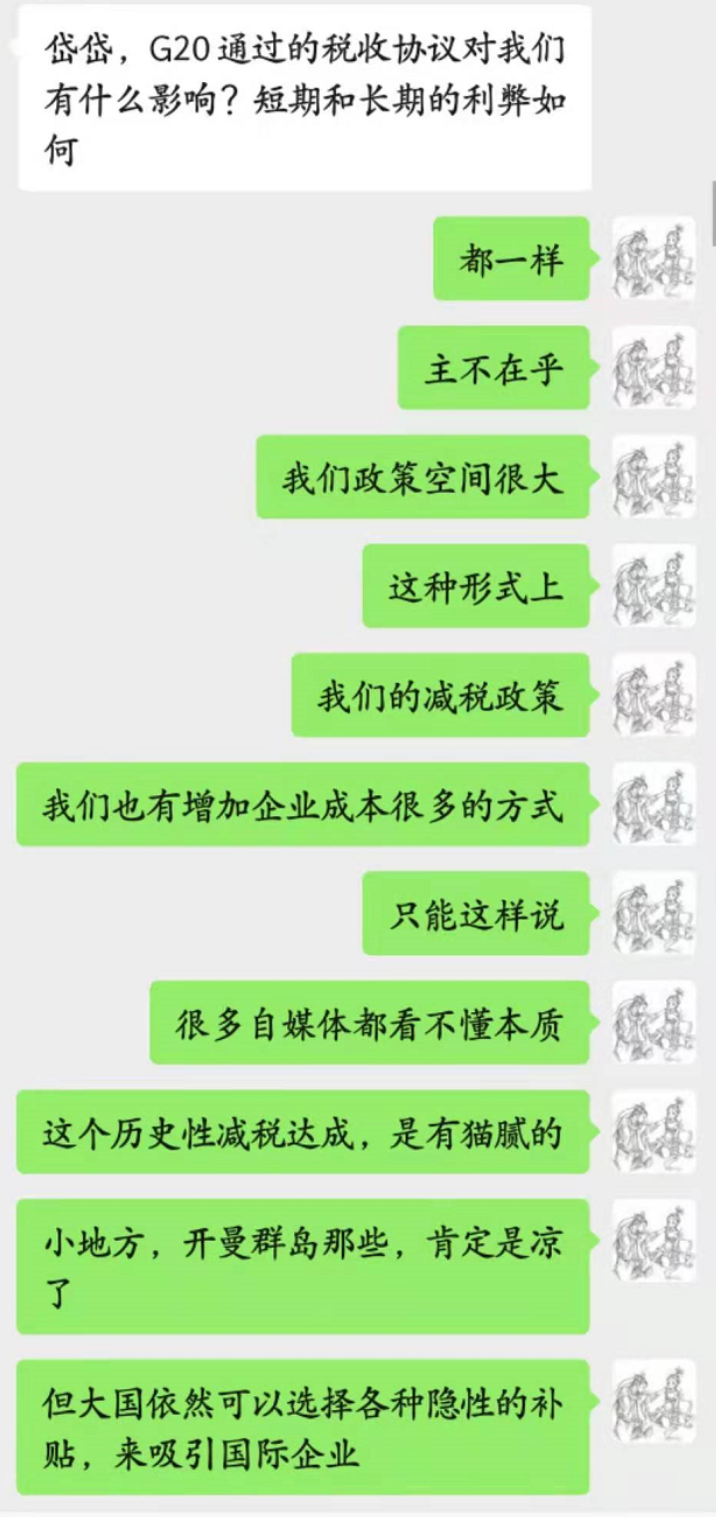 岱岱，G20通过的税收协议对我们
有什么影响？短期和长期的利弊如
何
都一样
主不在乎
我们政策空间很大
这种形式上
我们的减税政策
我们也有增加企业成本很多的方式
只能这样说
很多自媒体都看不懂本质
这个历史性减税达成，是有猫腻的
小地方，开曼群岛那些，肯定是凉
了
但大国依然可以选择各种隐性的补
贴，来吸引国际企业